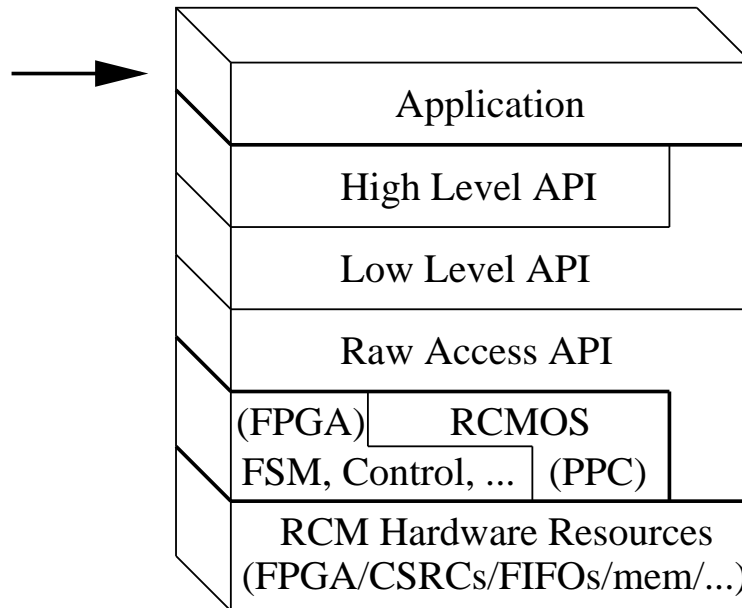 Application
High Level API
Low Level API
Raw Access API
(FPGA) RCMOS
FSM, Control, ... (PPC)
RCM Hardware Resources
(FPGA/CSRCs/FIFOs/mem/...)